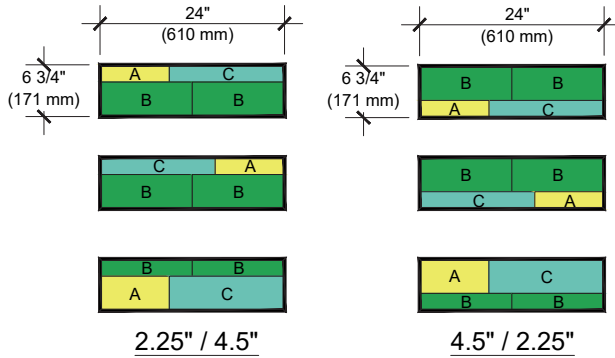 24"
(610 mm)
6 3/4"
(171 mm)
A C
B B
C A
B B
B B
A C
2.25" / 4.5"
24"
(610 mm)
6 3/4"
(171 mm)
B B
A C
B B
C A
A C
B B
4.5" / 2.25"